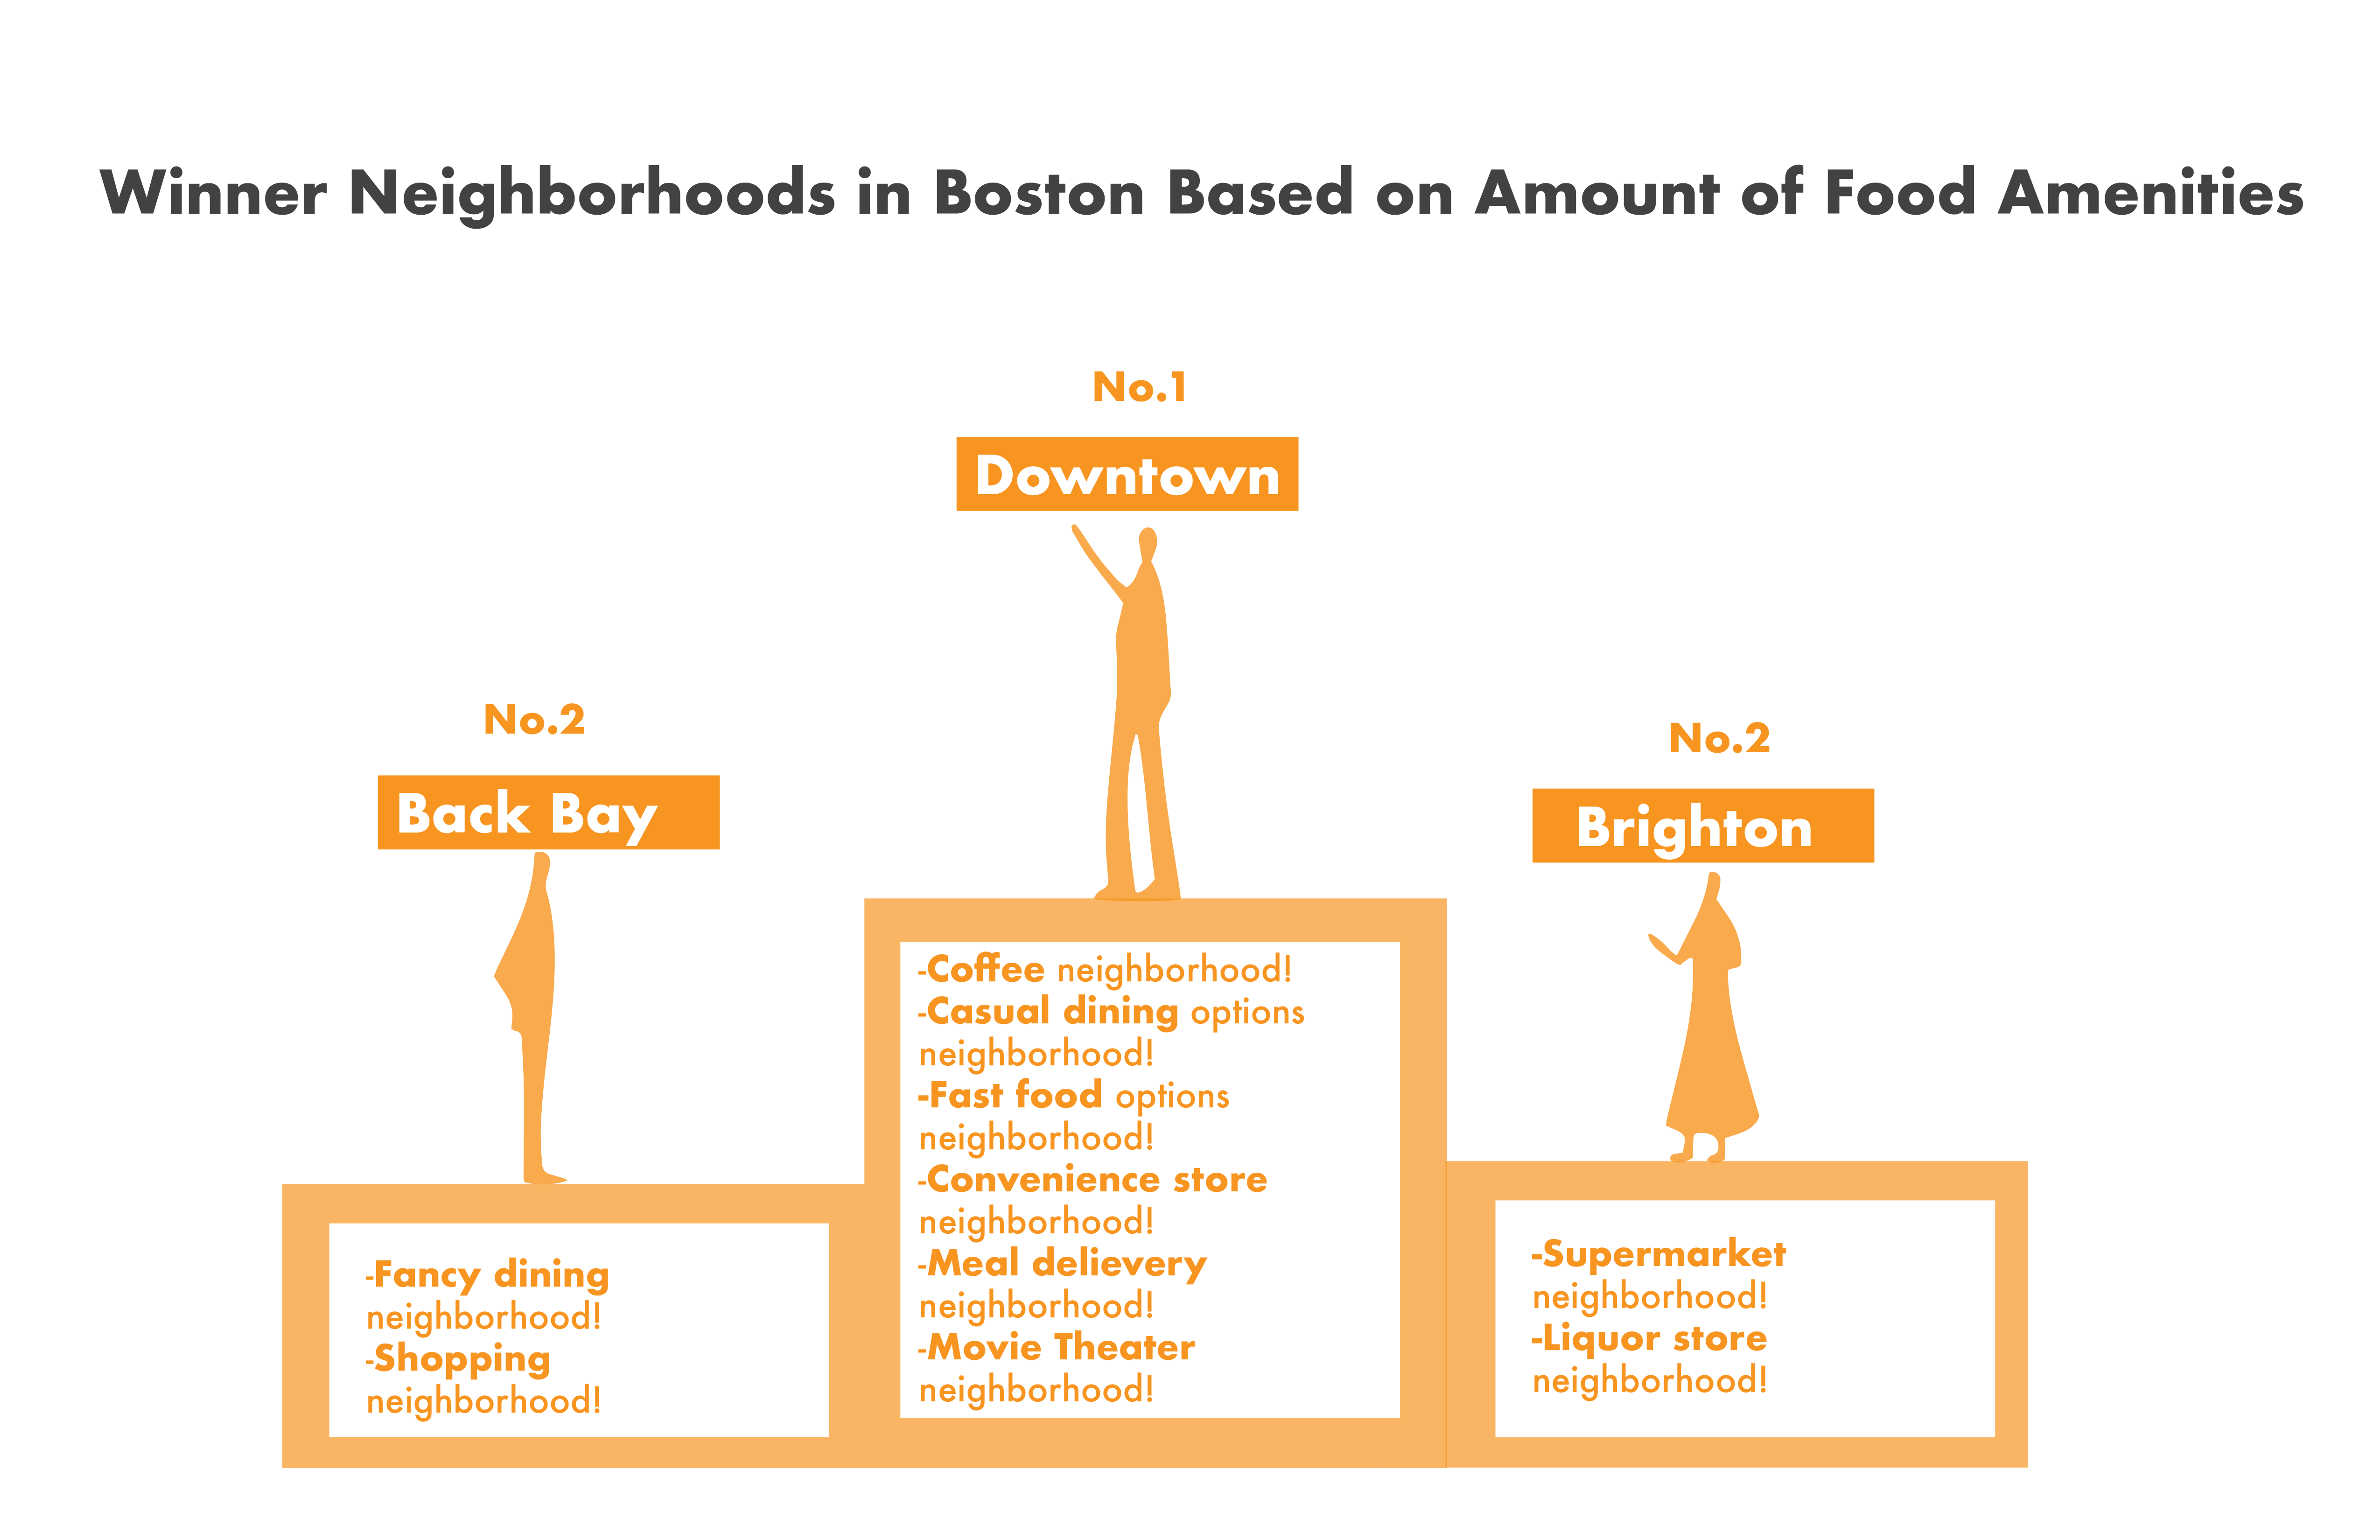 Winner Neighborhoods in Boston Based on Amount of Food Amenities
No.1
Downtown
No.2
Back Bay
No.2
Brighton
-Coffee neighborhood!
-Casual dining options
neighborhood!
-Fast food options
neighborhood!
-Convenience store
neighborhood!
-Meal delievery
neighborhood!
-Movie Theater
neighborhood!
-Fancy dining
neighborhood!
-Shopping
neighborhood!
-Supermarket
neighborhood!
-Liquor store
neighborhood!